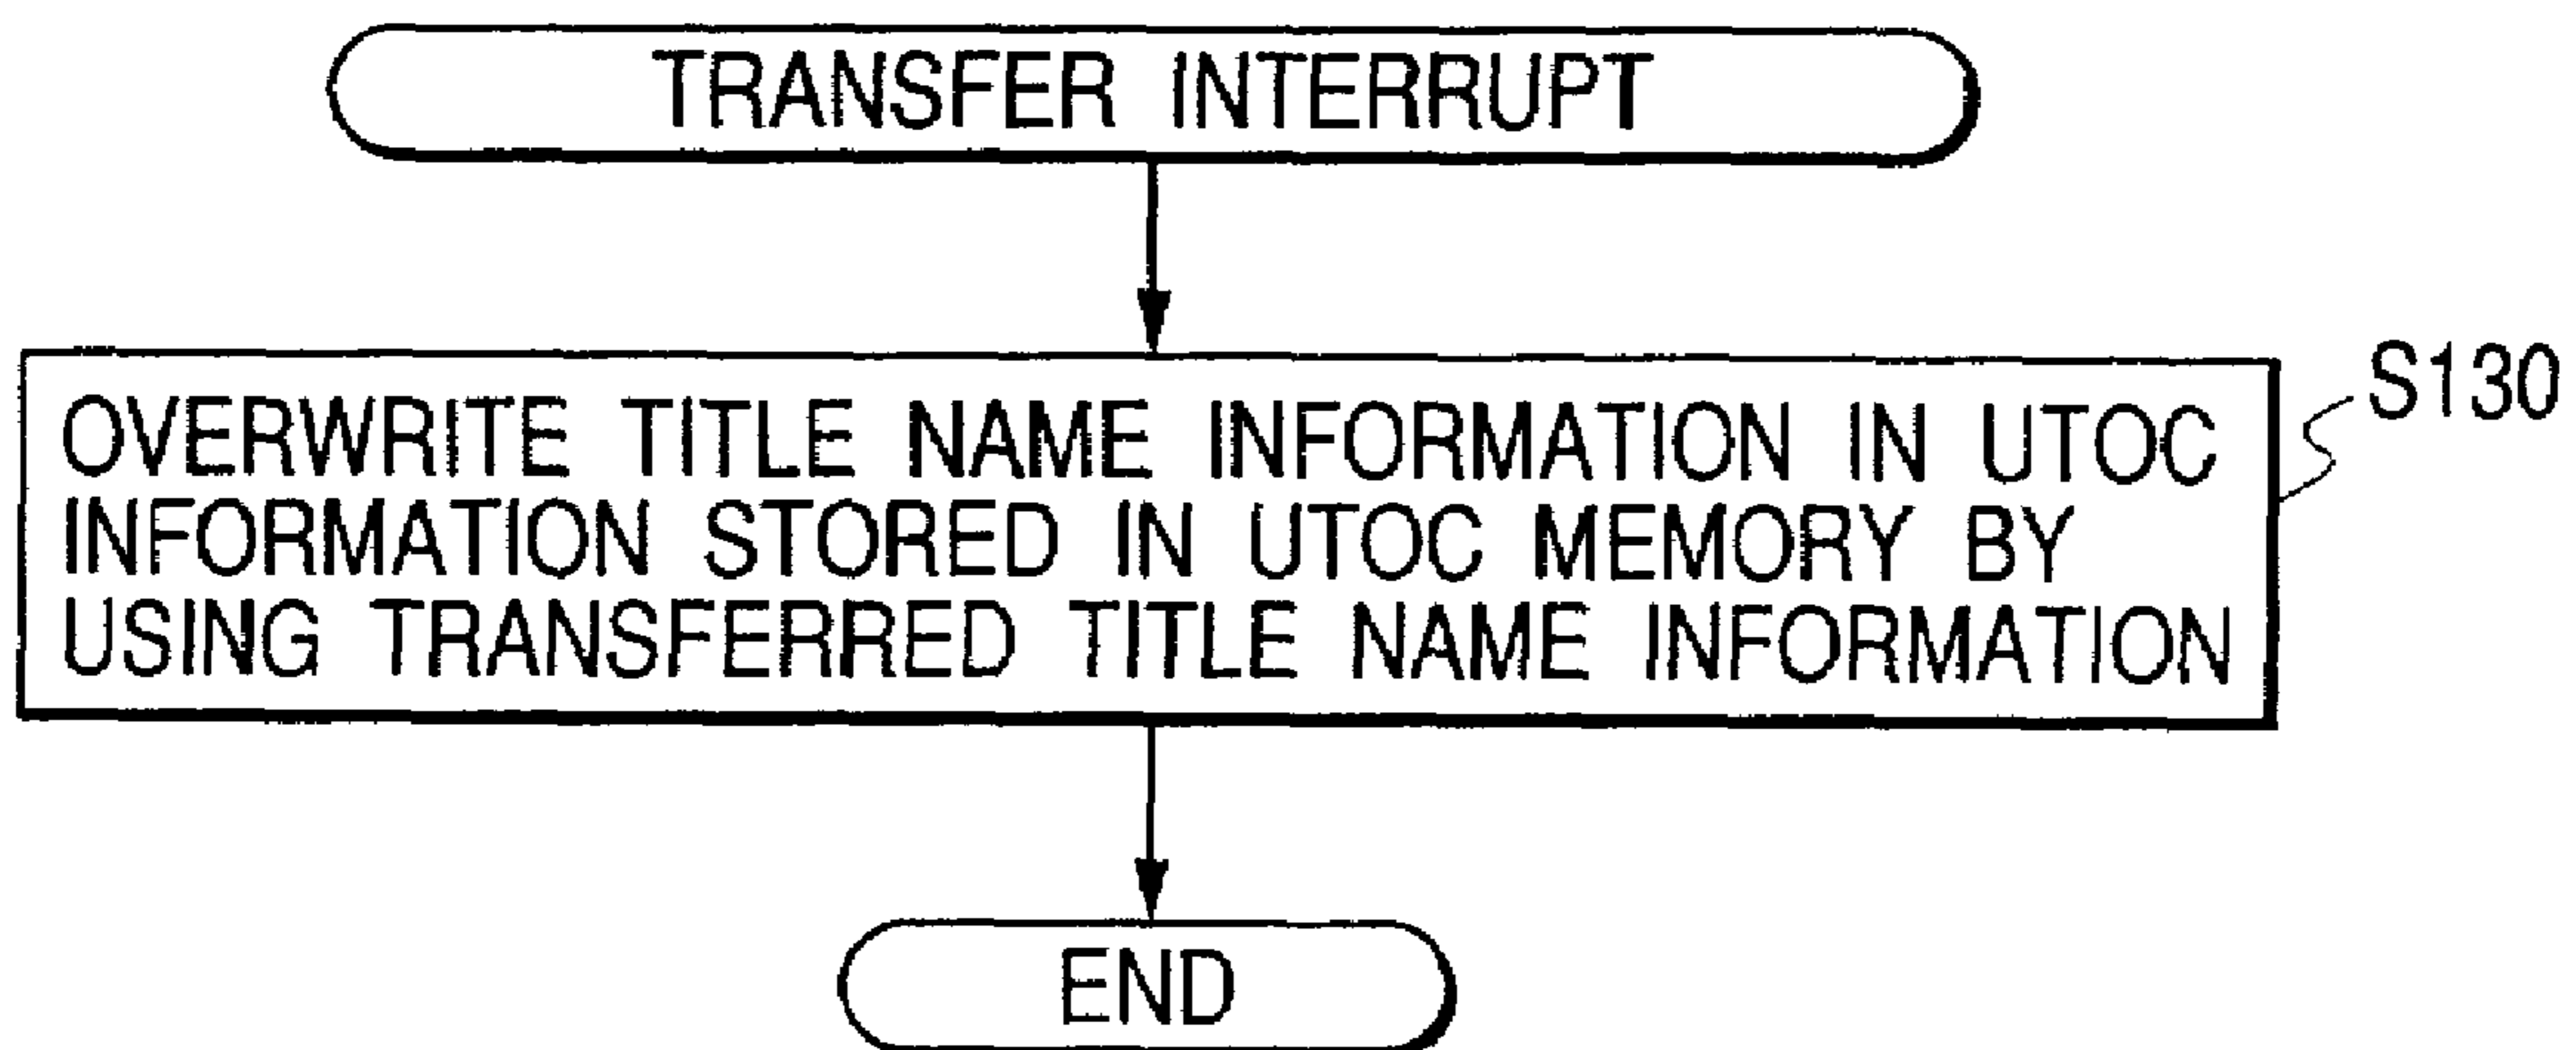 TRANSFER INTERRUPT
OVERWRITE TITLE NAME INFORMATION IN UTOC
INFORMATION STORED IN UTOC MEMORY BY
USING TRANSFERRED TITLE NAME INFORMATION
S130
END